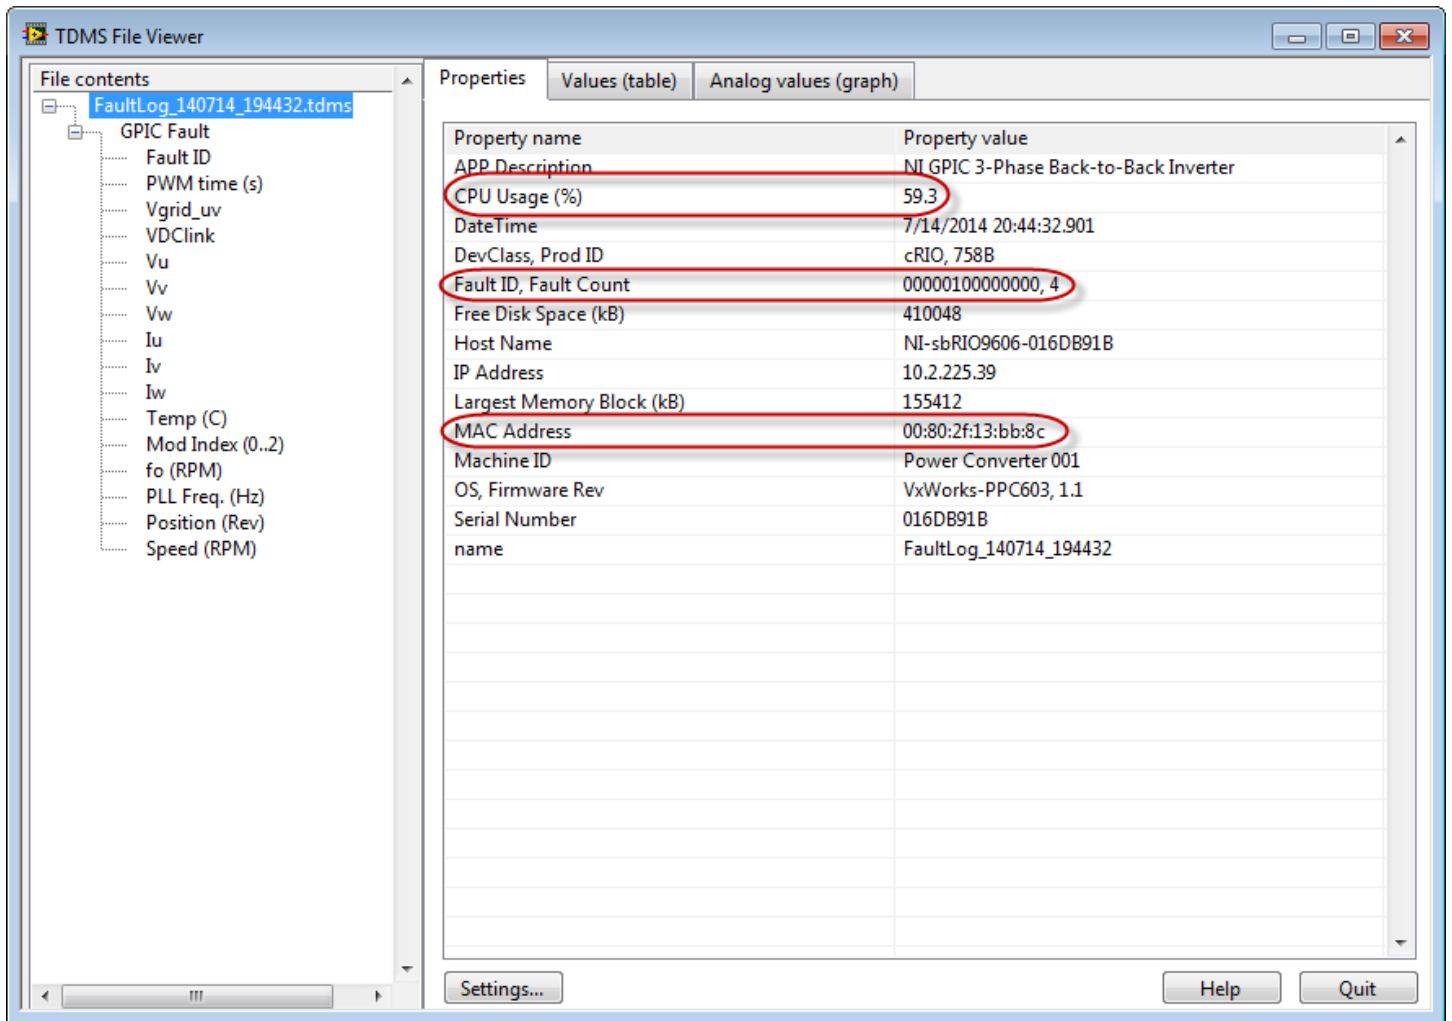 TDMS File Viewer
File contents
FaultLog_140714_194432.tdms
GPIC Fault
Fault ID
PWM time (s)
Vgrid_uv
VDClink
Vu
Vv
Vw
Iu
Iv
Iw
Temp (C)
Mod Index (0..2)
fo (RPM)
PLL Freq. (Hz)
Position (Rev)
Speed (RPM)
Properties Values (table) Analog values (graph)
Property name Property value
APP Description NI GPIC 3-Phase Back-to-Back Inverter
CPU Usage (%) 59.3
DateTime 7/14/2014 20:44:32.901
DevClass, Prod ID cRIO, 758B
Fault ID, Fault Count 00000100000000, 4
Free Disk Space (kB) 410048
Host Name NI-sbRIO9606-016DB91B
IP Address 10.2.225.39
Largest Memory Block (kB) 155412
MAC Address 00:80:2f:13:bb:8c
Machine ID Power Converter 001
OS, Firmware Rev VxWorks-PPC603, 1.1
Serial Number 016DB91B
name FaultLog_140714_194432
Settings... Help Quit